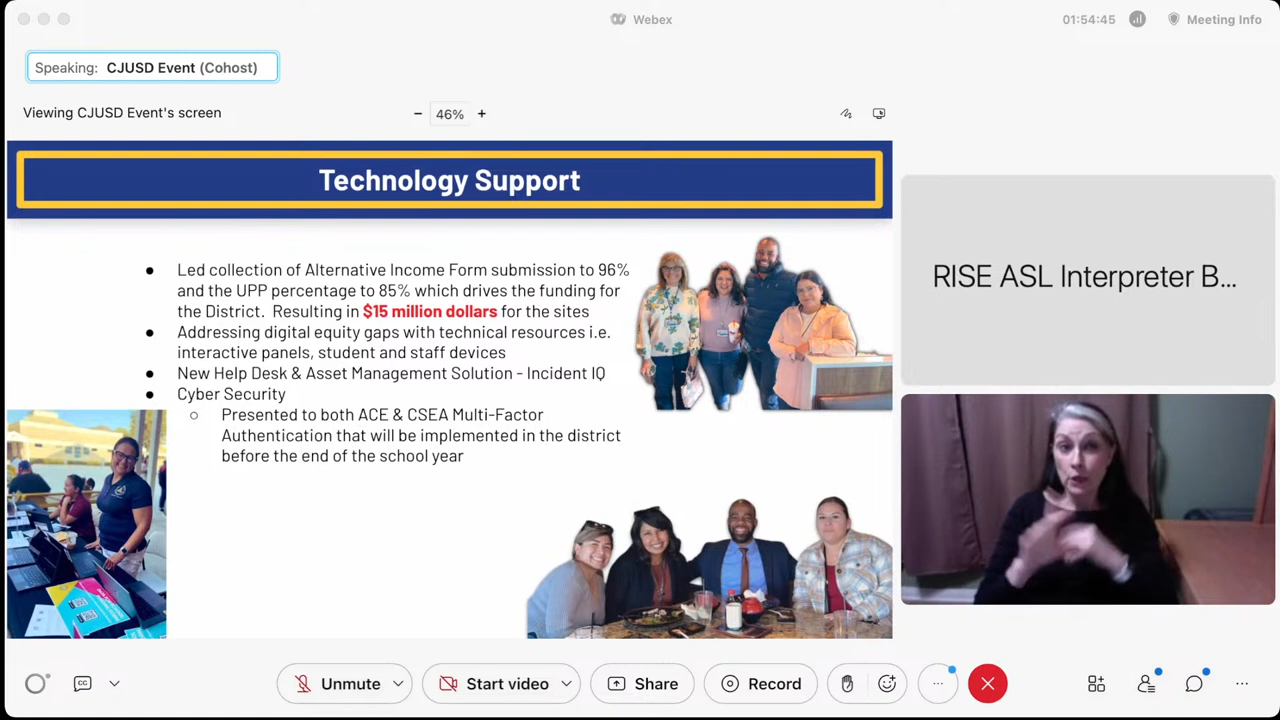 Webex
01:54:45
Meeting Info
Speaking: CJUSD Event (Cohost)
Viewing CJUSD Event's screen
− 46% +
Technology Support
● Led collection of Alternative Income Form submission to 96%
and the UPP percentage to 85% which drives the funding for
the District. Resulting in $15 million dollars for the sites
● Addressing digital equity gaps with technical resources i.e.
interactive panels, student and staff devices
● New Help Desk & Asset Management Solution - Incident IQ
● Cyber Security
○ Presented to both ACE & CSEA Multi-Factor
Authentication that will be implemented in the district
before the end of the school year
RISE ASL Interpreter B...
CC
Unmute
Start video
Share
Record